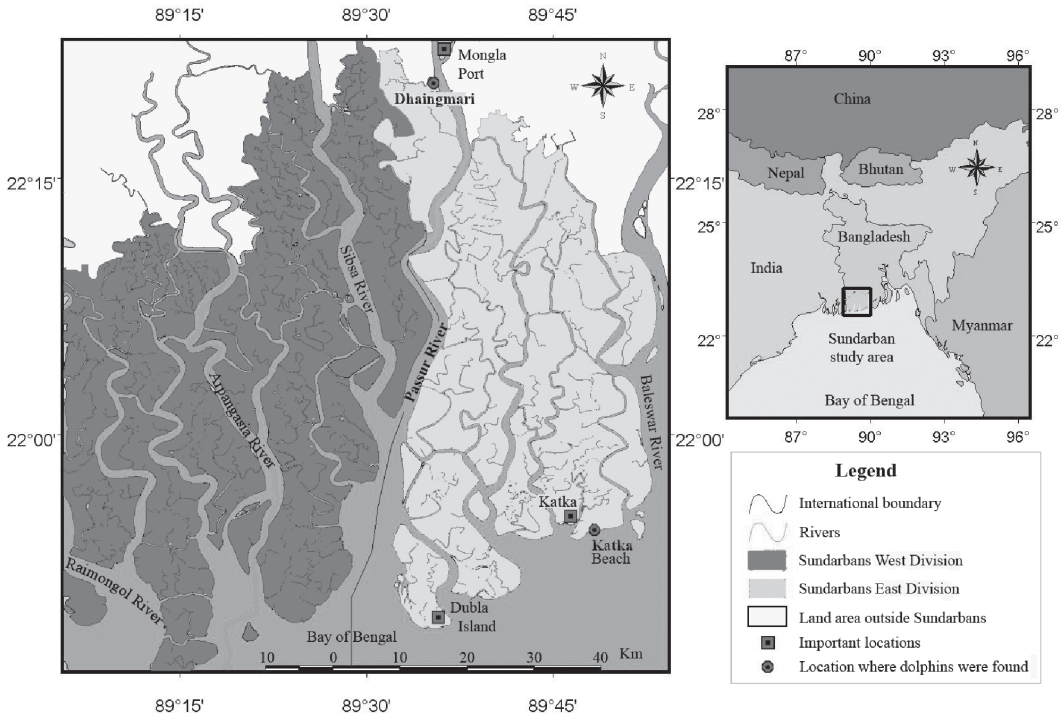 89°15' 89°30' 89°45'
Mongla
Port
Dhaingmari
N
W E
S
22°15'
22°15'
Sibsa River
Passur River
Arpangasia River
Baleswar River
22°00'
22°00'
Katka
Katka
Beach
Raimongol River
Dubla
Island
Bay of Bengal
10 0 10 20 30 40 Km
89°15' 89°30' 89°45'
87° 90° 93° 96°
China
28° 28°
N
W E
S
Nepal
Bhutan
25° 25°
Bangladesh
India
Myanmar
22° 22°
Sundarban
study area
Bay of Bengal
87° 90° 93° 96°
Legend
International boundary
Rivers
Sundarbans West Division
Sundarbans East Division
Land area outside Sundarbans
Important locations
Location where dolphins were found